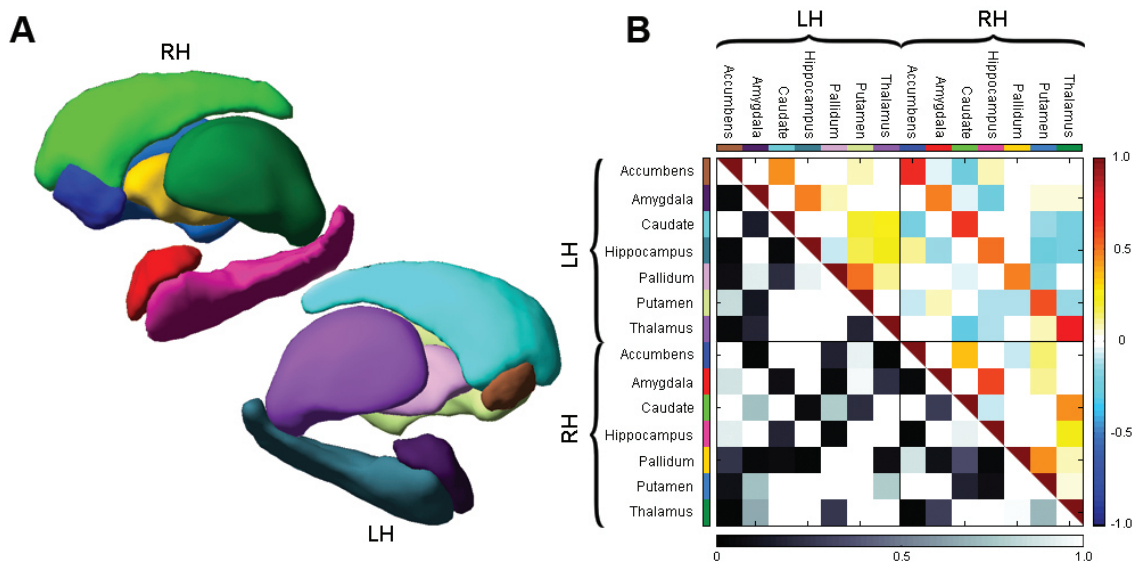 A
RH
LH
B
LH
RH
Accumbens
Amygdala
Caudate
Hippocampus
Pallidum
Putamen
Thalamus
Accumbens
Amygdala
Caudate
Hippocampus
Pallidum
Putamen
Thalamus
LH
Accumbens
Amygdala
Caudate
Hippocampus
Pallidum
Putamen
Thalamus
RH
Accumbens
Amygdala
Caudate
Hippocampus
Pallidum
Putamen
Thalamus
1.0
0.5
0
-0.5
-1.0
0 0.5 1.0